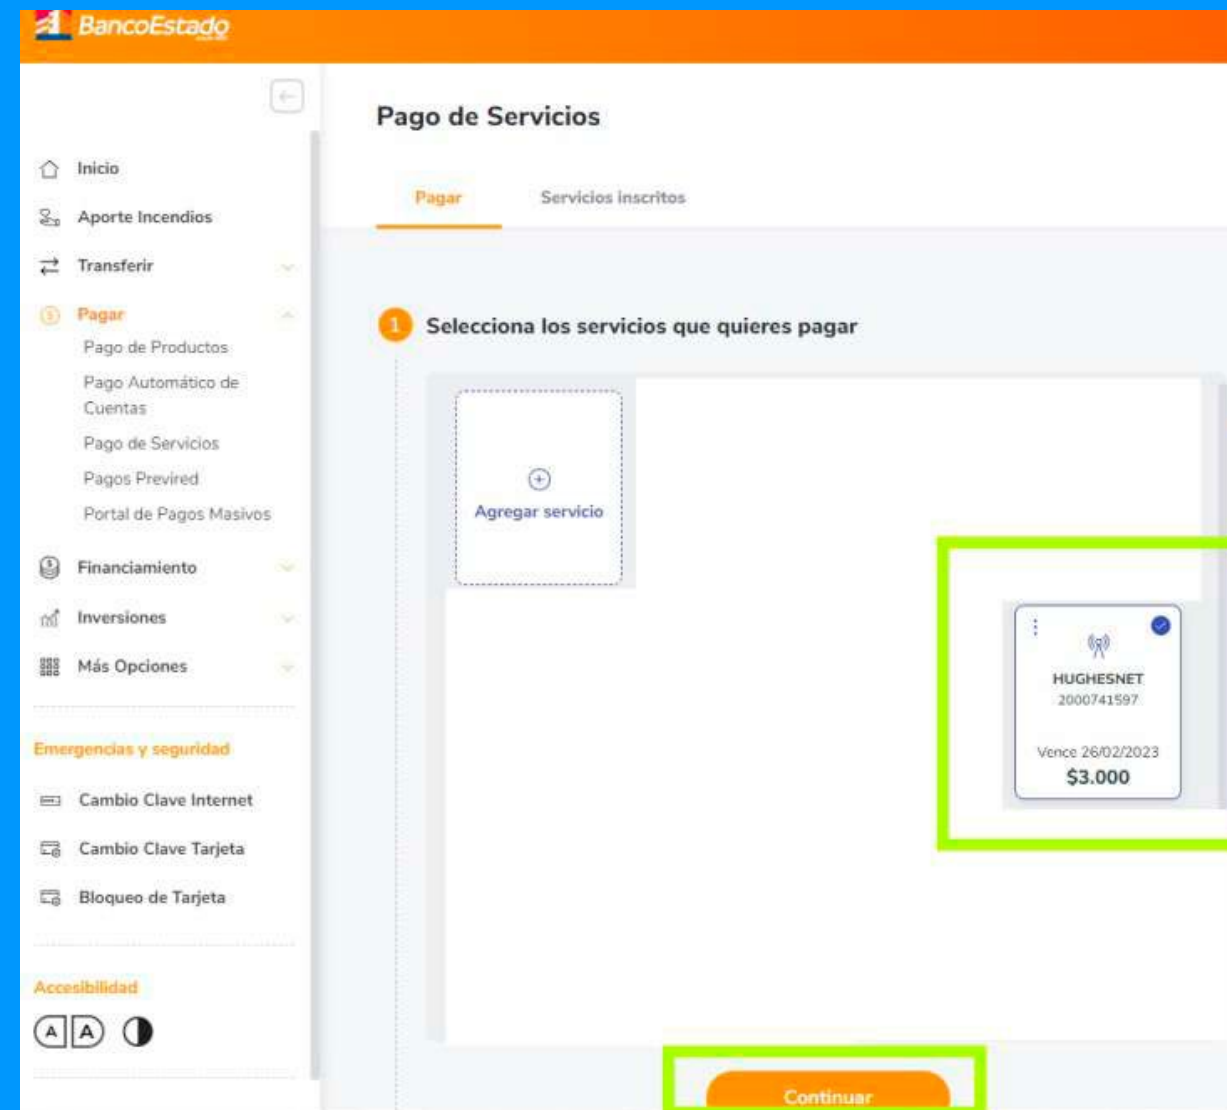 BancoEstado
Inicio
Aporte Incendios
Transferir
Pagar
Pago de Productos
Pago Automático de
Cuentas
Pago de Servicios
Pagos Previred
Portal de Pagos Masivos
Financiamiento
Inversiones
Más Opciones
Emergencias y seguridad
Cambio Clave Internet
Cambio Clave Tarjeta
Bloqueo de Tarjeta
Accesibilidad
A A
Pago de Servicios
Pagar Servicios inscritos
1 Selecciona los servicios que quieres pagar
Agregar servicio
HUGHESNET
2000741597
Vence 26/02/2023
$3.000
Continuar